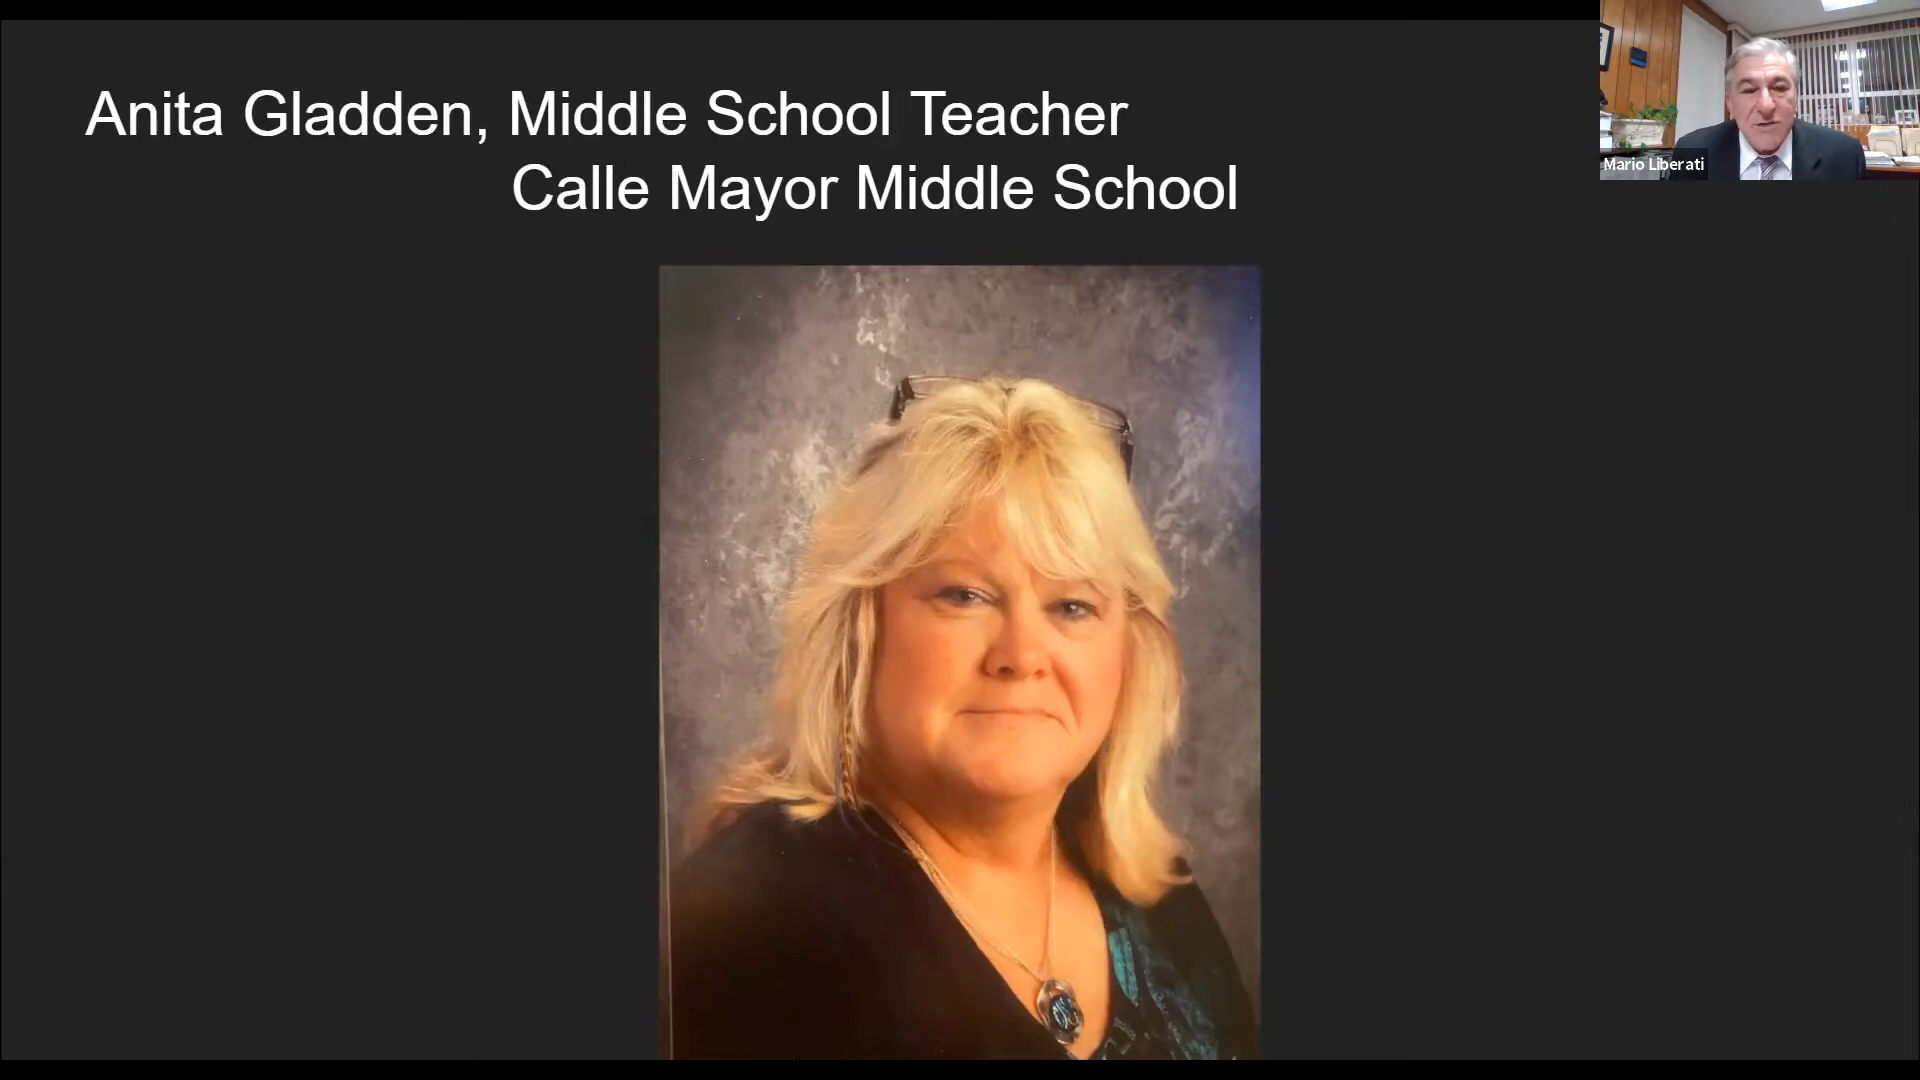 Anita Gladden, Middle School Teacher
Calle Mayor Middle School
Mario Liberati